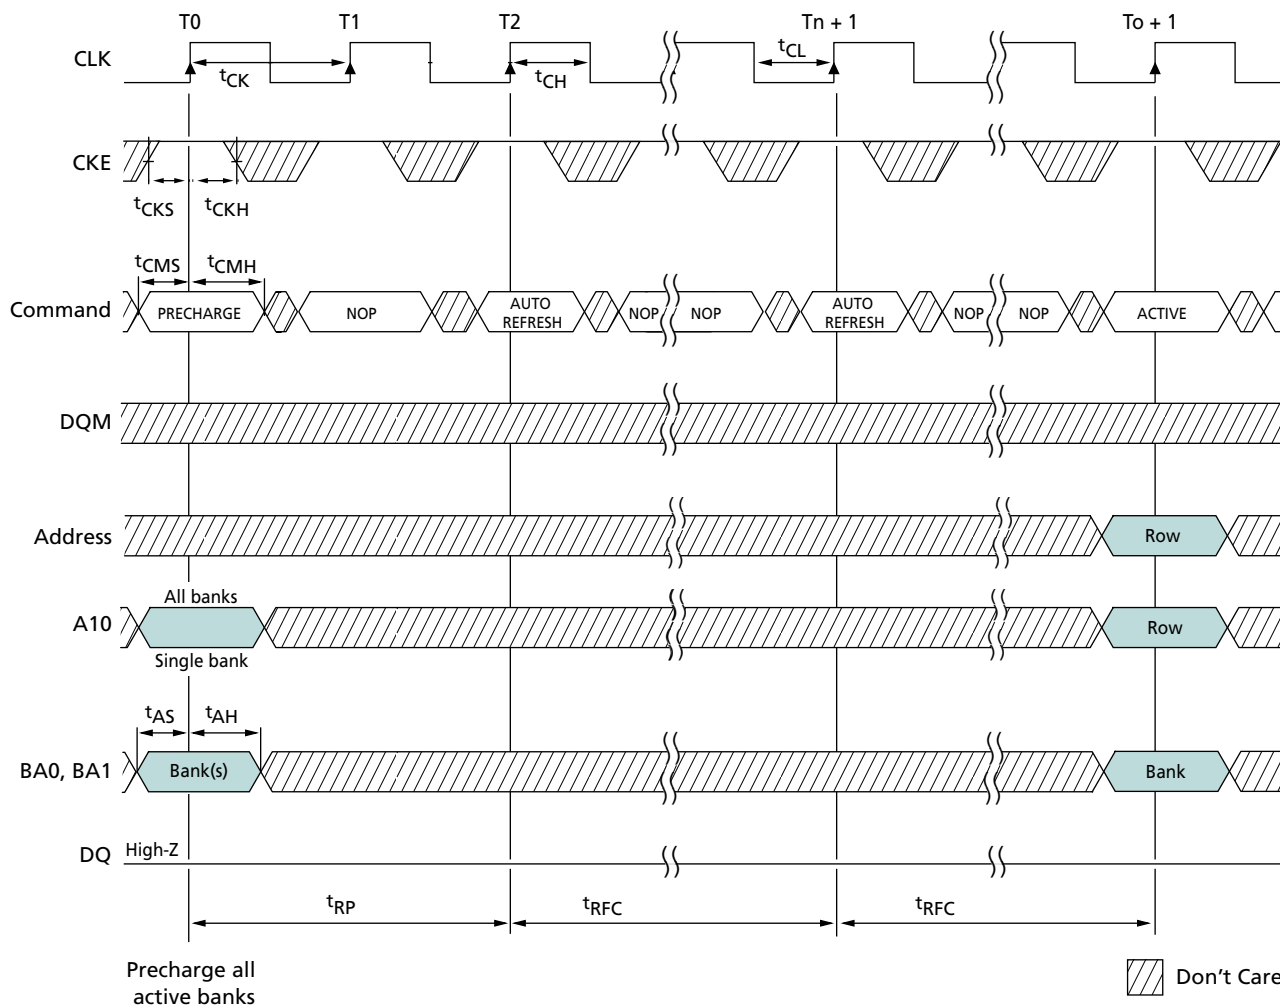 T0 T1 T2 Tn + 1 To + 1
CLK
tCK tCH tCL
CKE
tCKS tCKH
tCMS tCMH
Command PRECHARGE NOP AUTO REFRESH NOP NOP AUTO REFRESH NOP NOP ACTIVE
DQM
Address Row
All banks
A10 Row
Single bank
tAS tAH
BA0, BA1 Bank(s) Bank
DQ High-Z
tRP tRFC tRFC
Precharge all
active banks
Don't Care